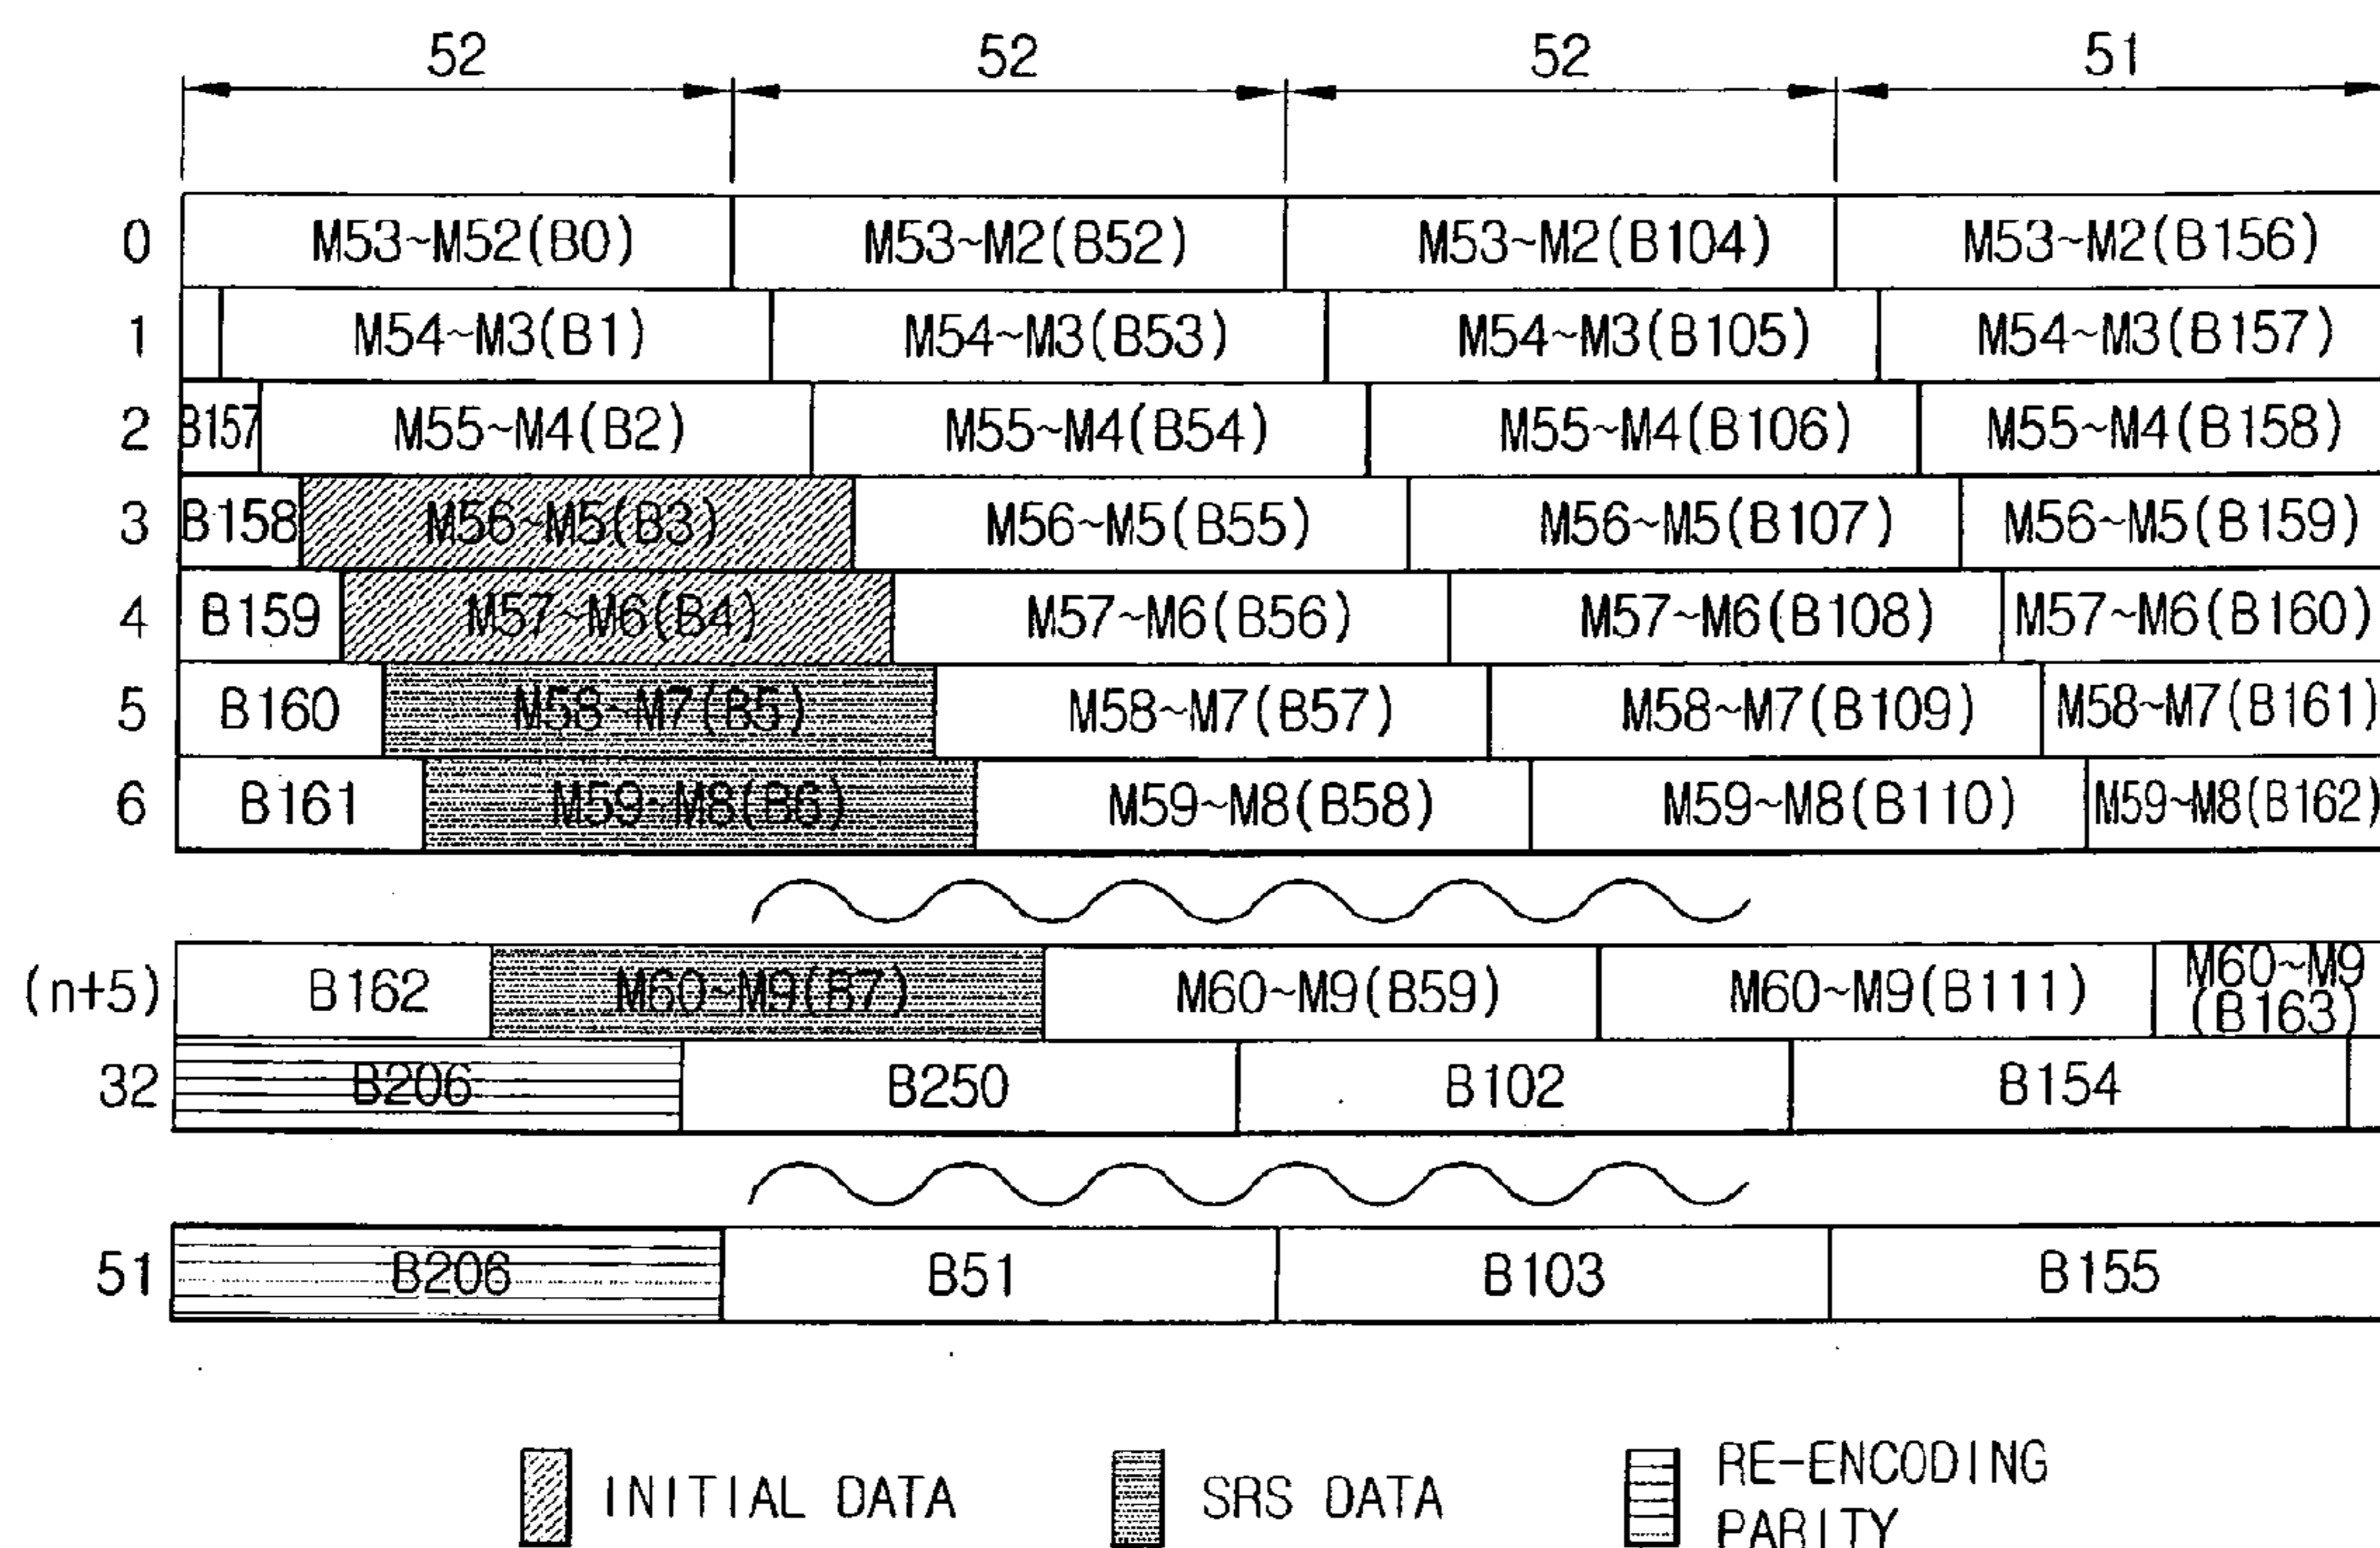 52 52 52 51
0 M53~M52(B0) M53~M2(B52) M53~M2(B104) M53~M2(B156)
1 M54~M3(B1) M54~M3(B53) M54~M3(B105) M54~M3(B157)
2 B157 M55~M4(B2) M55~M4(B54) M55~M4(B106) M55~M4(B158)
3 B158 M56~M5(B3) M56~M5(B55) M56~M5(B107) M56~M5(B159)
4 B159 M57~M6(B4) M57~M6(B56) M57~M6(B108) M57~M6(B160)
5 B160 M58~M7(B5) M58~M7(B57) M58~M7(B109) M58~M7(B161)
6 B161 M59~M8(B6) M59~M8(B58) M59~M8(B110) M59~M8(B162)
(n+5) B162 M60~M9(B7) M60~M9(B59) M60~M9(B111) M60~M9
(B163)
32 B206 B250 B102 B154
51 B206 B51 B103 B155
INITIAL DATA SRS DATA RE-ENCODING
PARITY